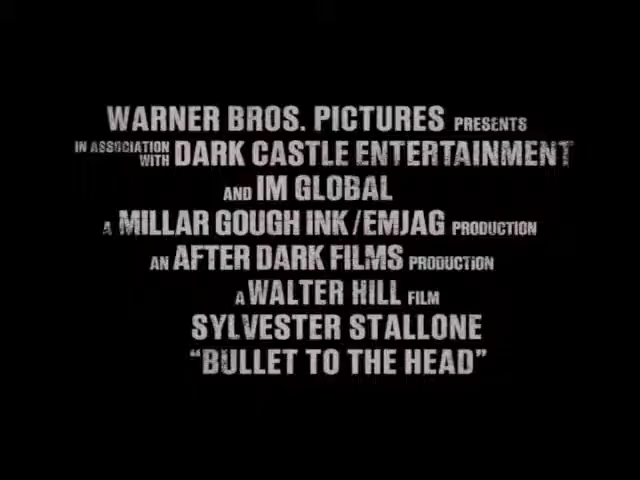 WARNER BROS. PICTURES PRESENTS
IN ASSOCIATION WITH DARK CASTLE ENTERTAINMENT
AND IM GLOBAL
A MILLAR GOUGH INK/EMJAG PRODUCTION
AN AFTER DARK FILMS PRODUCTION
A WALTER HILL FILM
SYLVESTER STALLONE
“BULLET TO THE HEAD”